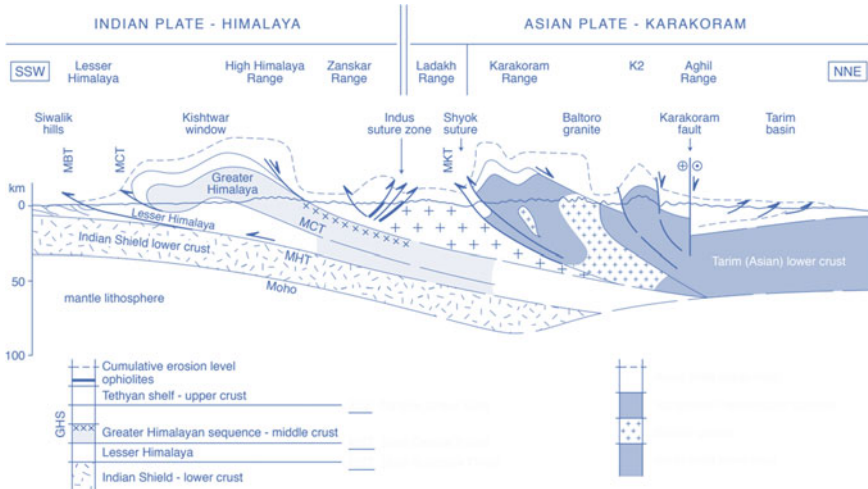 INDIAN PLATE - HIMALAYA
ASIAN PLATE - KARAKORAM
SSW
Lesser
Himalaya
High Himalaya
Range
Zanskar
Range
Ladakh
Range
Karakoram
Range
K2
Aghil
Range
NNE
Siwalik
hills
MBT
MCT
Kishtwar
window
Indus
suture zone
Shyok
suture
MKT
Baltoro
granite
Karakoram
fault
Tarim
basin
km
0
50
100
Greater
Himalaya
Lesser Himalaya
MCT
Indian Shield lower crust
MHT
Moho
mantle lithosphere
Tarim (Asian) lower crust
Cumulative erosion level
ophiolites
Tethyan shelf - upper crust
GHS
Greater Himalayan sequence - middle crust
Lesser Himalaya
Indian Shield - lower crust